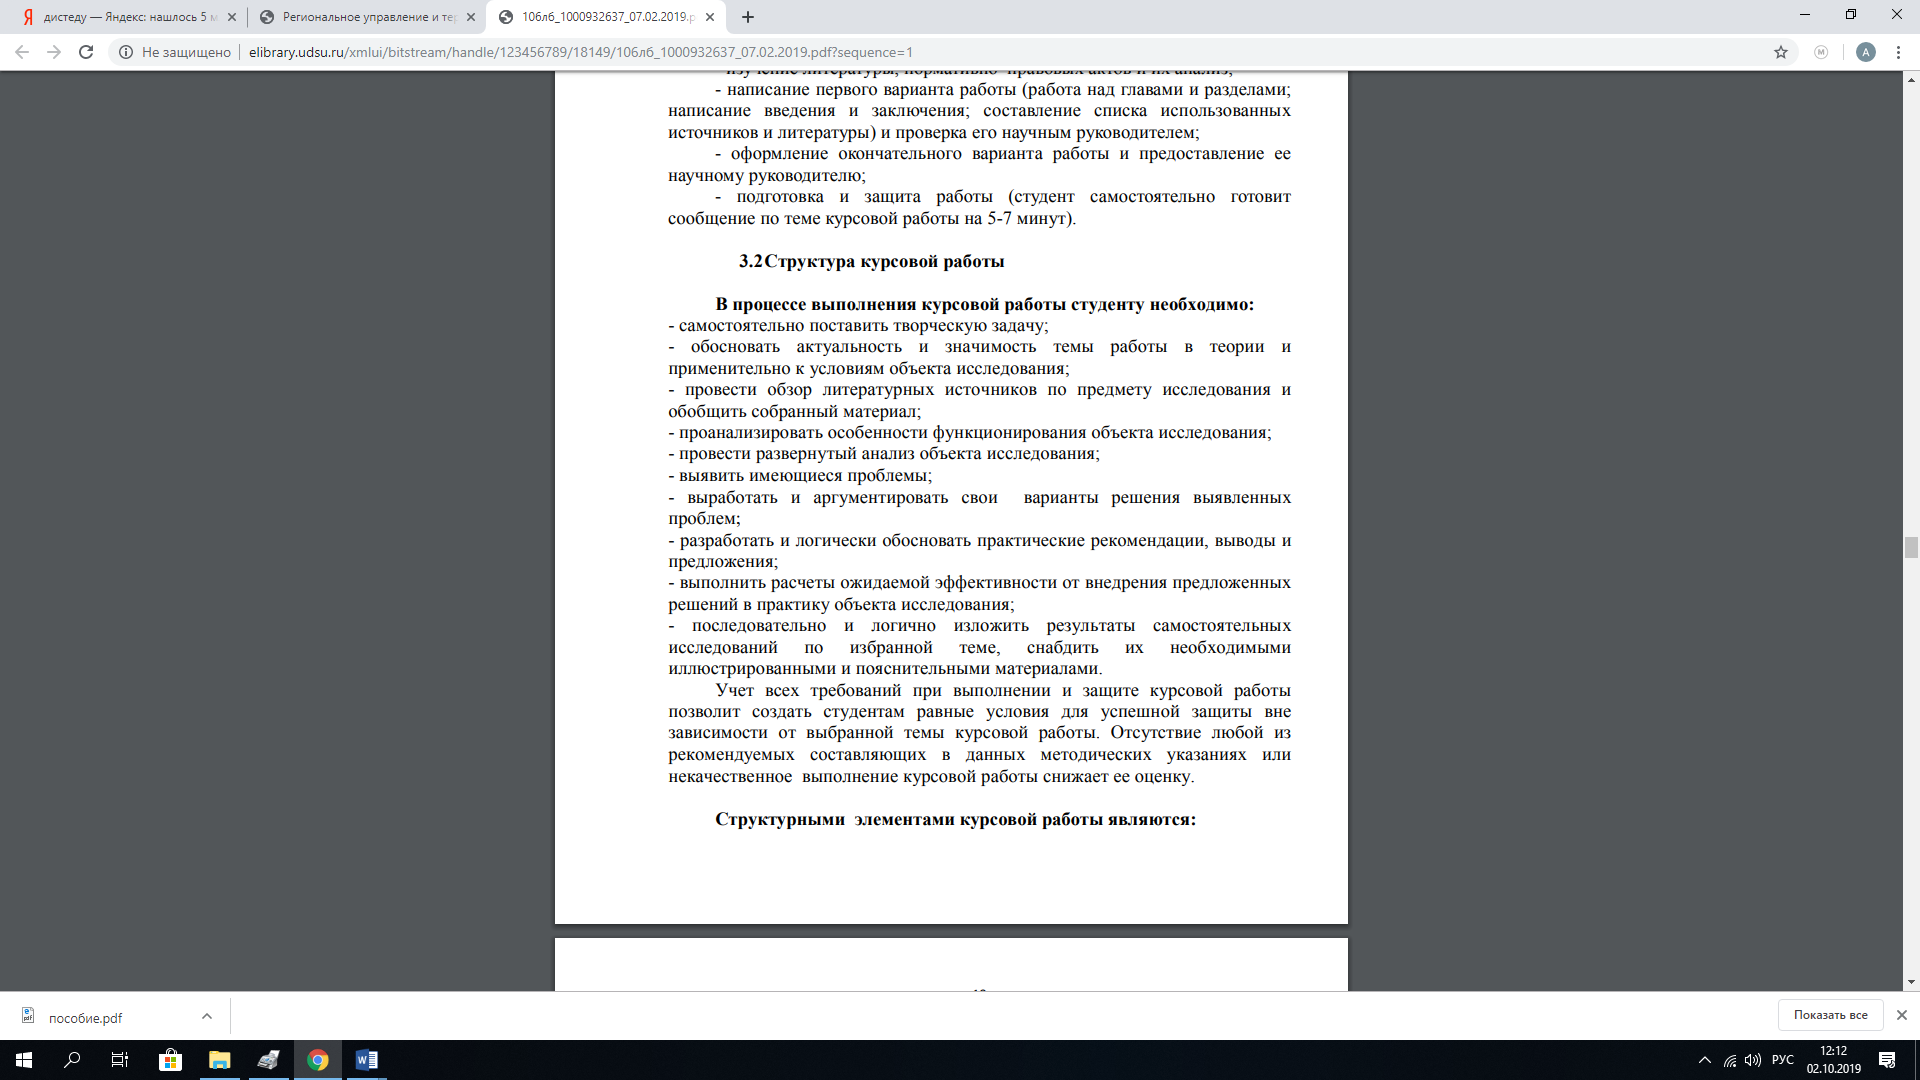 дистеду — Яндекс: нашлось 5 м
Региональное управление и тер
106лб_1000932637_07.02.2019.p
Не защищено
elibrary.udsu.ru/xmlui/bitstream/handle/123456789/18149/106лб_1000932637_07.02.2019.pdf?sequence=1
изучение литературы, нормативно-правовых актов и их анализ;
- написание первого варианта работы (работа над главами и разделами;
написание введения и заключения; составление списка использованных
источников и литературы) и проверка его научным руководителем;
- оформление окончательного варианта работы и предоставление ее
научному руководителю;
- подготовка и защита работы (студент самостоятельно готовит
сообщение по теме курсовой работы на 5-7 минут).
3.2Структура курсовой работы
В процессе выполнения курсовой работы студенту необходимо:
- самостоятельно поставить творческую задачу;
- обосновать актуальность и значимость темы работы в теории и
применительно к условиям объекта исследования;
- провести обзор литературных источников по предмету исследования и
обобщить собранный материал;
- проанализировать особенности функционирования объекта исследования;
- провести развернутый анализ объекта исследования;
- выявить имеющиеся проблемы;
- выработать и аргументировать свои варианты решения выявленных
проблем;
- разработать и логически обосновать практические рекомендации, выводы и
предложения;
- выполнить расчеты ожидаемой эффективности от внедрения предложенных
решений в практику объекта исследования;
- последовательно и логично изложить результаты самостоятельных
исследований по избранной теме, снабдить их необходимыми
иллюстрированными и пояснительными материалами.
Учет всех требований при выполнении и защите курсовой работы
позволит создать студентам равные условия для успешной защиты вне
зависимости от выбранной темы курсовой работы. Отсутствие любой из
рекомендуемых составляющих в данных методических указаниях или
некачественное выполнение курсовой работы снижает ее оценку.
Структурными элементами курсовой работы являются:
пособие.pdf
Показать все
РУС
12:12
02.10.2019